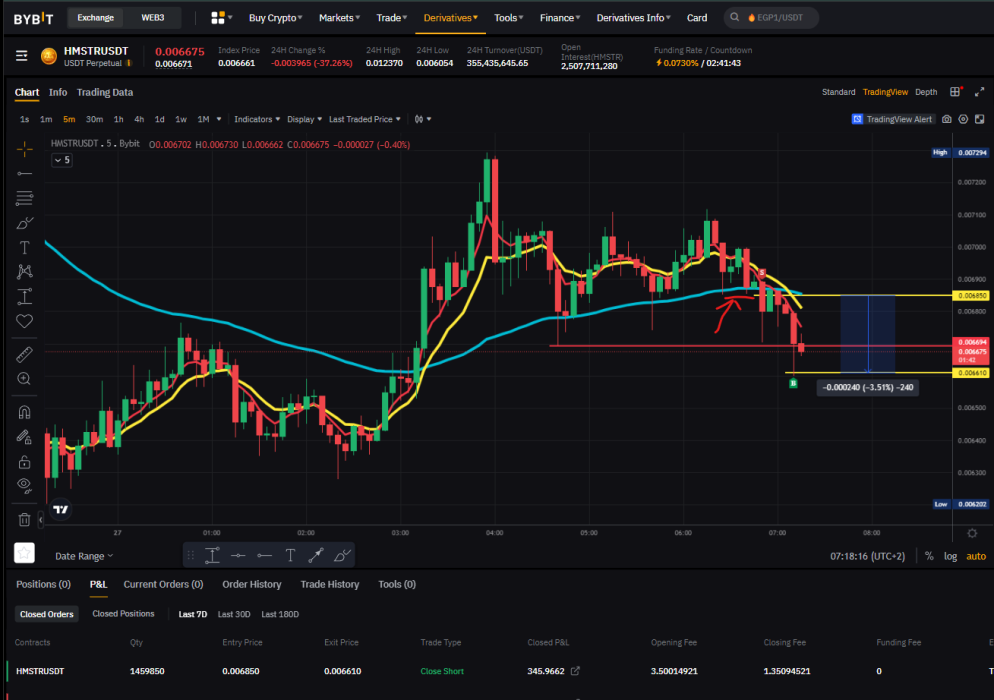 BYBIT Exchange WEB3 Buy Crypto Markets Trade Derivatives Tools Finance Derivatives Info Card EGP1/USDT
HMSTRUSDT 0.006675 Index Price 24H Change % 24H High 24H Low 24H Turnover(USDT) Open Interest(HMSTR) Funding Rate / Countdown
USDT Perpetual 0.006671 0.006661 -0.003965 (-37.26%) 0.012370 0.006054 355,435,645.65 2,507,711,280 0.0730% / 02:41:43
Chart Info Trading Data Standard TradingView Depth
1s 1m 5m 30m 1h 4h 1d 1w 1M Indicators Display Last Traded Price TradingView Alert
HMSTRUSDT . 5 . Bybit O0.006702 H0.006730 L0.006662 C0.006675 -0.000027 (-0.40%)
5
High 0.007294
0.007200
0.007100
0.007000
0.006900
S
0.006850
0.006800
0.006694
0.006675
01:42
0.006610
B
-0.000240 (-3.51%) -240
0.006500
0.006400
0.006300
Low 0.006202
27 01:00 02:00 03:00 04:00 05:00 06:00 07:00 08:00
Date Range 07:18:16 (UTC+2) % log auto
Positions (0) P&L Current Orders (0) Order History Trade History Tools (0)
Closed Orders Closed Positions Last 7D Last 30D Last 180D
Contracts Qty Entry Price Exit Price Trade Type Closed P&L Opening Fee Closing Fee Funding Fee E
HMSTRUSDT 1459850 0.006850 0.006610 Close Short 345.9662 3.50014921 1.35094521 0 T